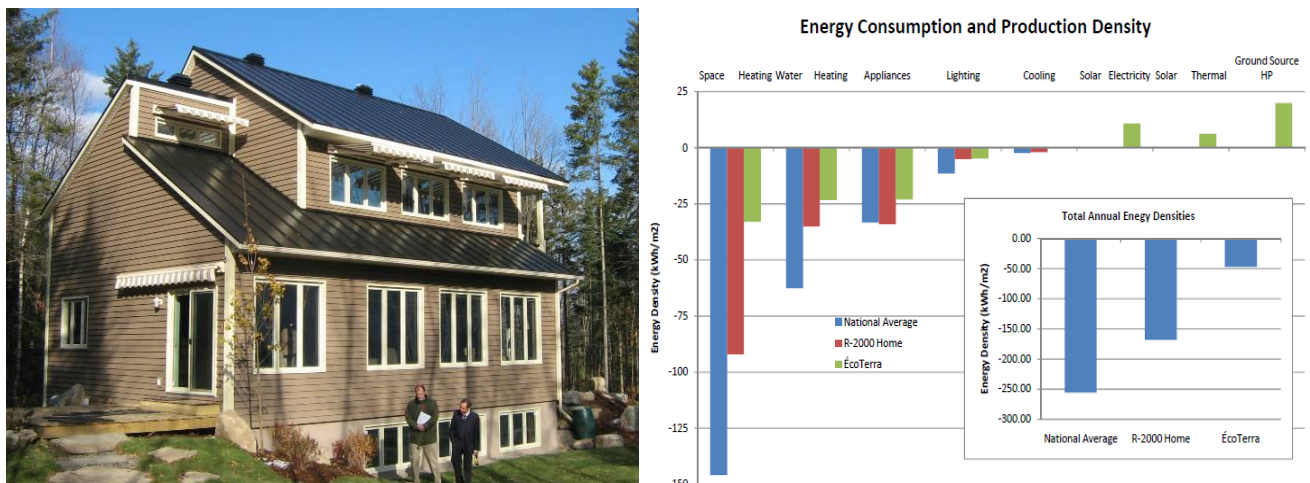 Energy Consumption and Production Density
Ground Source
Space Heating Water Heating Appliances Lighting Cooling Solar Electricity Solar Thermal HP
25
0
-25
-50
-75
-100
-125
-150
Energy Density (kWh/m2)
National Average
R-2000 Home
ÉcoTerra
Total Annual Enegy Densities
0.00
-50.00
-100.00
-150.00
-200.00
-250.00
-300.00
Energy Density (kWh/m2)
National Average R-2000 Home ÉcoTerra